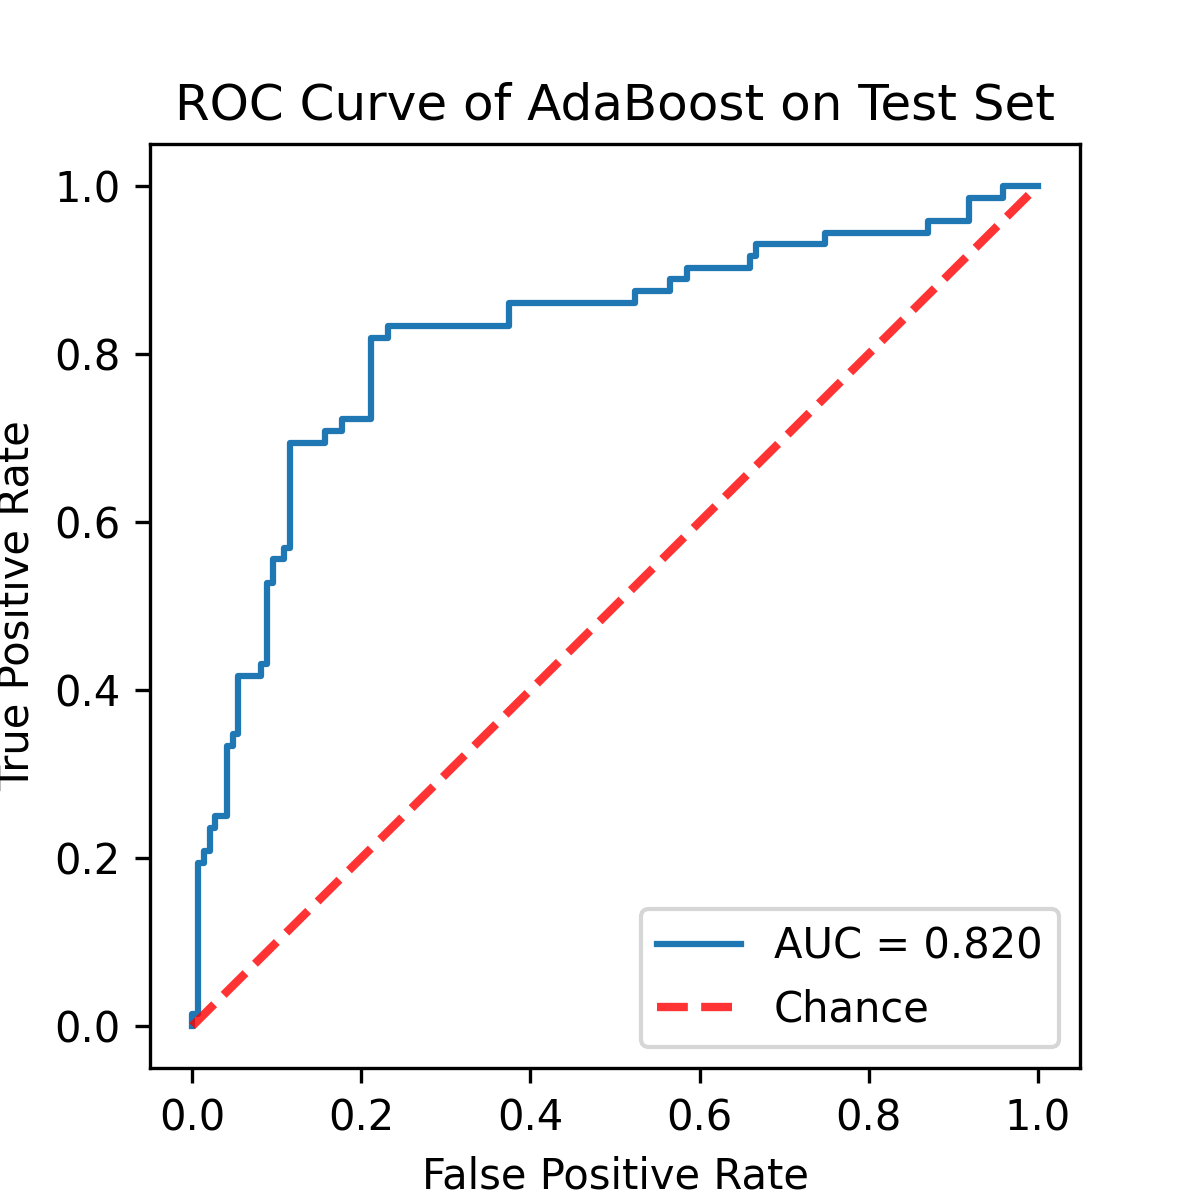 ROC Curve of AdaBoost on Test Set
True Positive Rate
1.0
0.8
0.6
0.4
0.2
0.0
AUC = 0.820
Chance
0.0 0.2 0.4 0.6 0.8 1.0
False Positive Rate